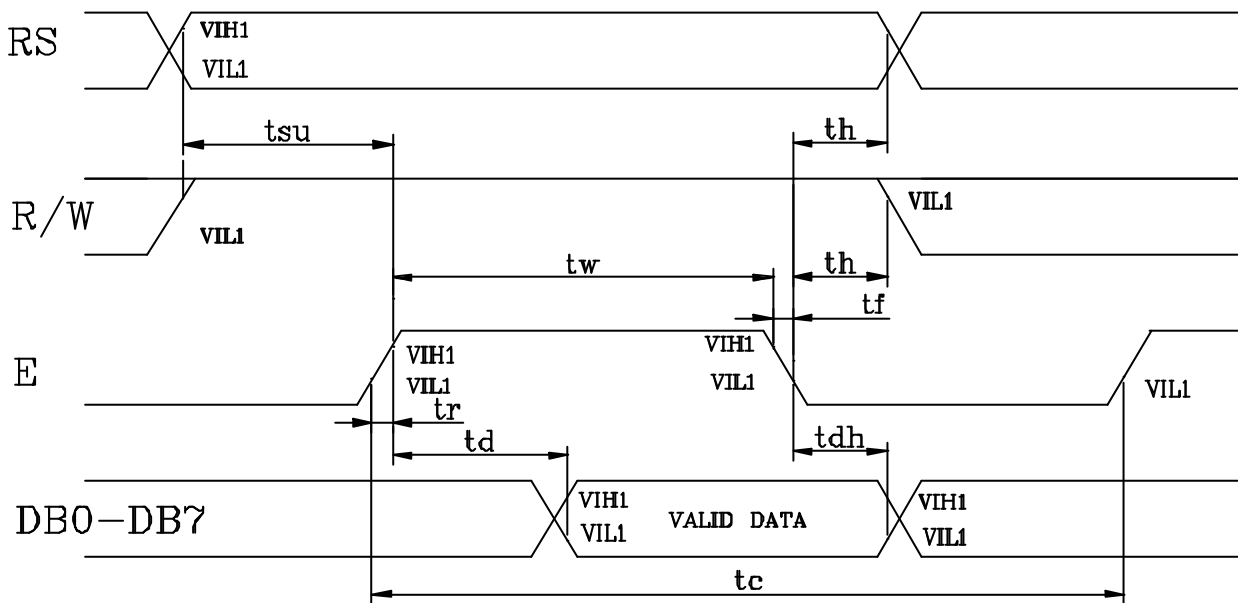 RS
VIH1
VIL1
tsu
th
R/W
VIL1
VIL1
tw
th
tf
E
VIH1
VIL1
VIH1
VIL1
VIL1
tr
td
tdh
DB0-DB7
VIH1
VIL1
VALID DATA
VIH1
VIL1
tc